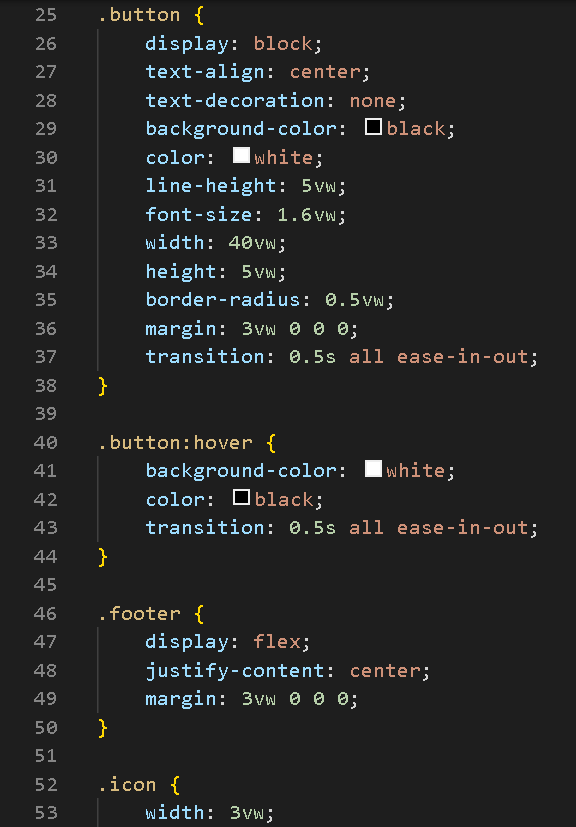 25 .button {
26 display: block;
27 text-align: center;
28 text-decoration: none;
29 background-color: black;
30 color: white;
31 line-height: 5vw;
32 font-size: 1.6vw;
33 width: 40vw;
34 height: 5vw;
35 border-radius: 0.5vw;
36 margin: 3vw 0 0 0;
37 transition: 0.5s all ease-in-out;
38 }
39
40 .button:hover {
41 background-color: white;
42 color: black;
43 transition: 0.5s all ease-in-out;
44 }
45
46 .footer {
47 display: flex;
48 justify-content: center;
49 margin: 3vw 0 0 0;
50 }
51
52 .icon {
53 width: 3vw;